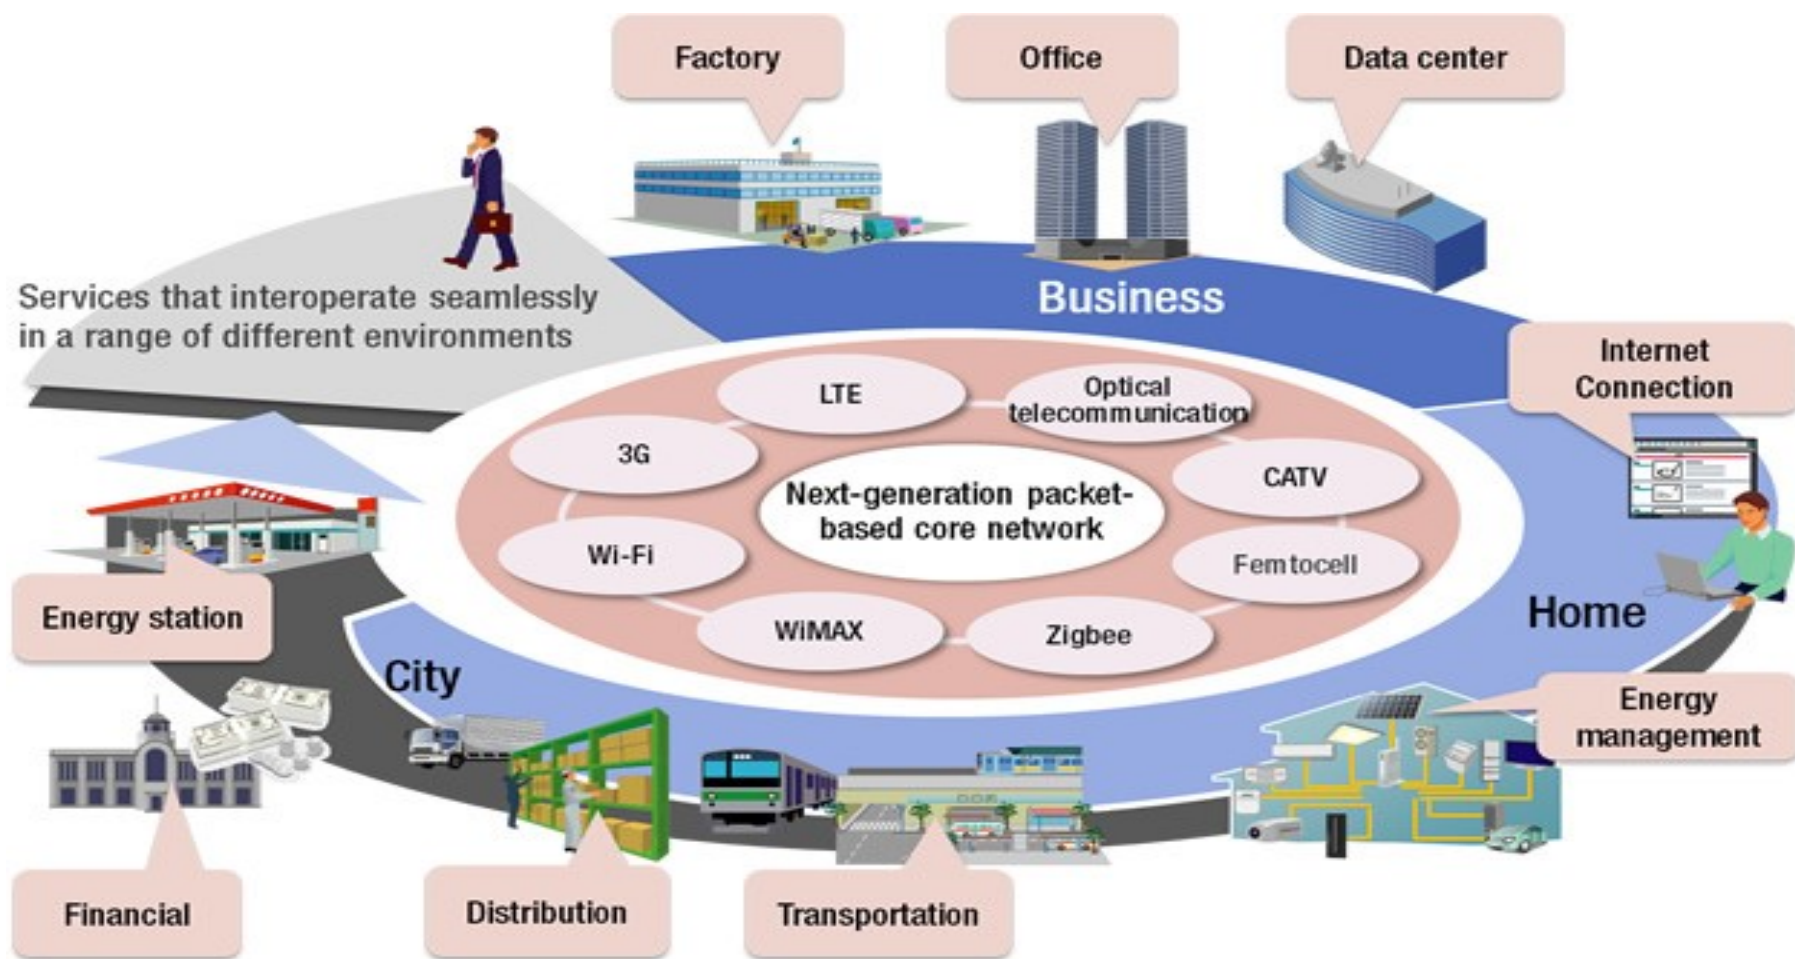 Factory
Office
Data center
Services that interoperate seamlessly
in a range of different environments
Business
Internet
Connection
LTE
Optical
telecommunication
3G
CATV
Next-generation packet-
based core network
Wi-Fi
Femtocell
WiMAX
Zigbee
Home
Energy station
City
Energy
management
Financial
Distribution
Transportation